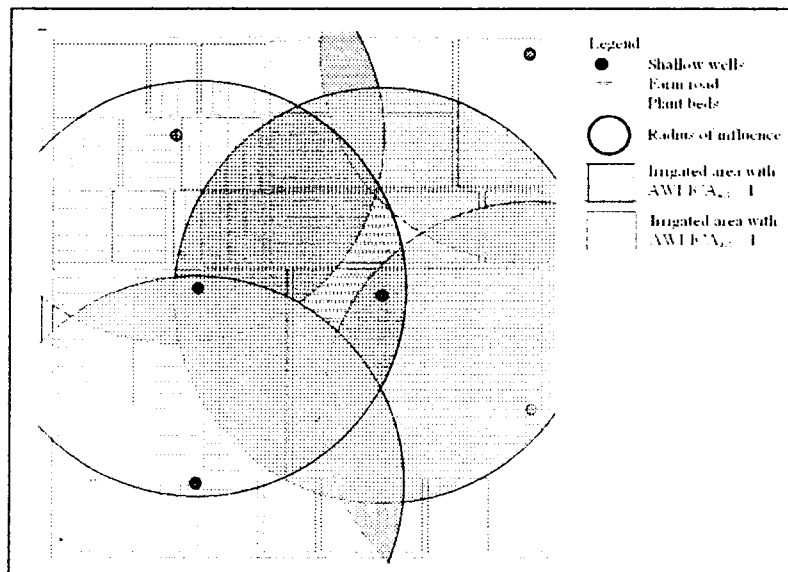 Legend
Shallow wells
Farm road
Plant beds
Radius of influence
Irrigated area with
Irrigated area with